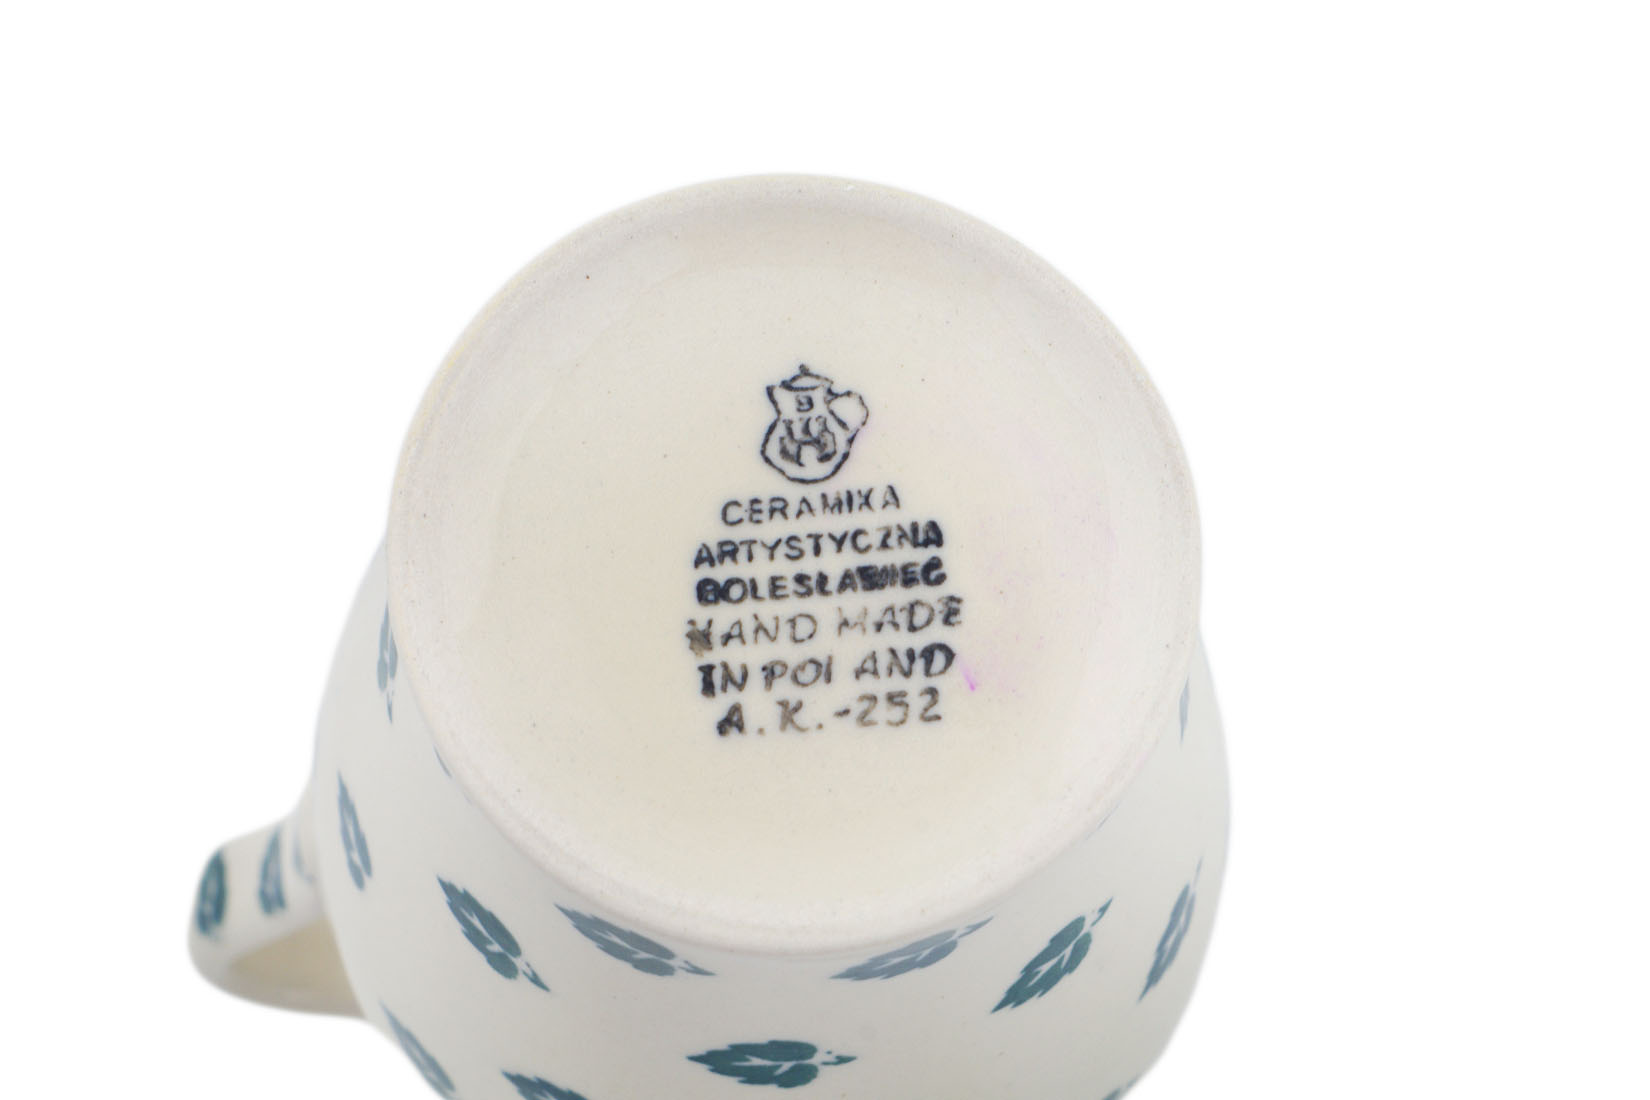 B
CERAMIKA
ARTYSTYCZNA
BOLESŁAWIEC
HAND MADE
IN POLAND
A.K.-252